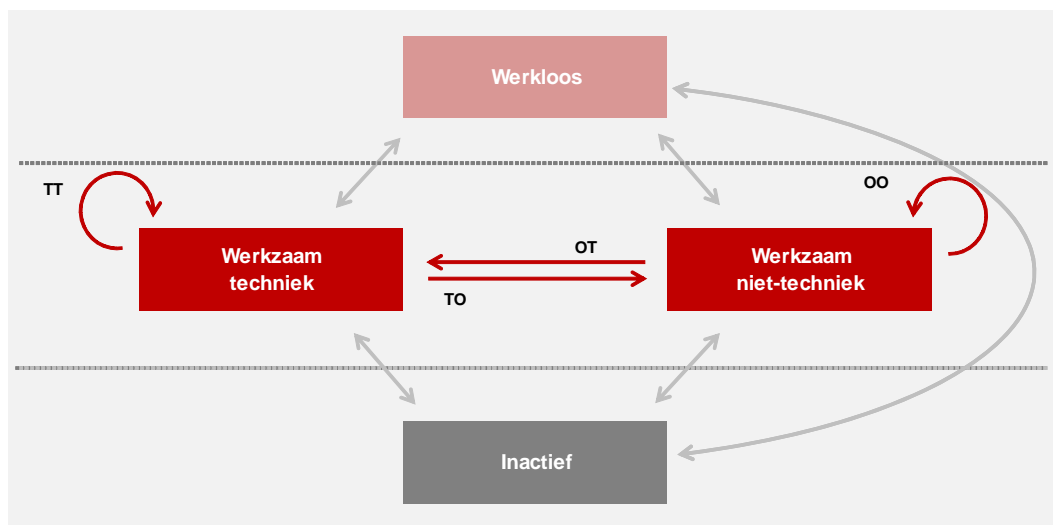 Werkloos
TT
OO
Werkzaam
techniek
OT
TO
Werkzaam
niet-techniek
Inactief